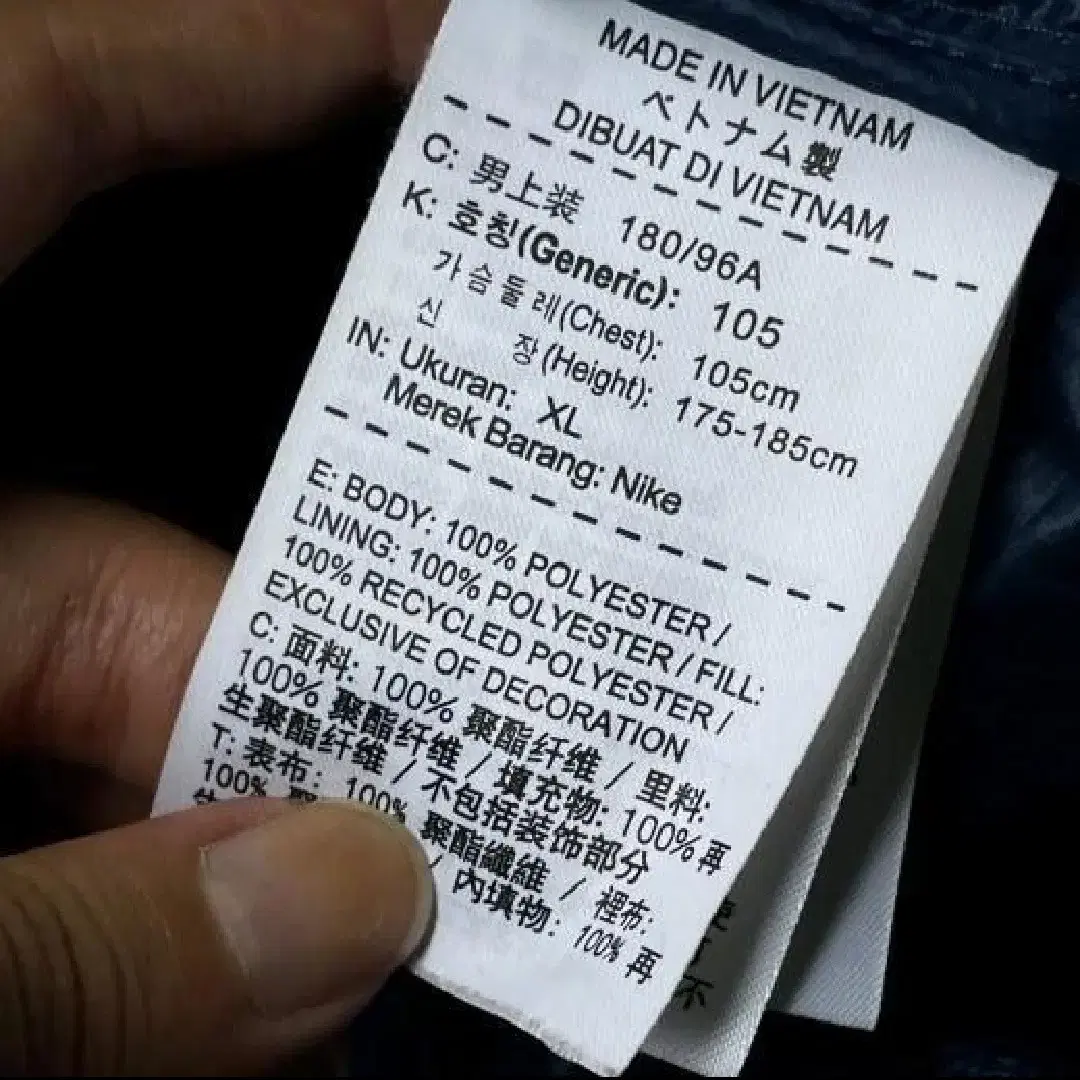 MADE IN VIETNAM
ベトナム製
DIBUAT DI VIETNAM
C: 男上装 180/96A
K: 호칭(Generic): 105
가슴둘레(Chest): 105cm
신 장(Height): 175-185cm
IN: Ukuran: XL
Merek Barang: Nike
E: BODY: 100% POLYESTER /
LINING: 100% POLYESTER / FILL:
100% RECYCLED POLYESTER /
EXCLUSIVE OF DECORATION
C: 面料: 100% 聚酯纤维 / 里料:
100% 聚酯纤维 / 填充物: 100% 再
生聚酯纤维 / 不包括装饰部分
T: 表布: 100% 聚酯纖維 / 裡布:
100% / 內填物: 100% 再
不